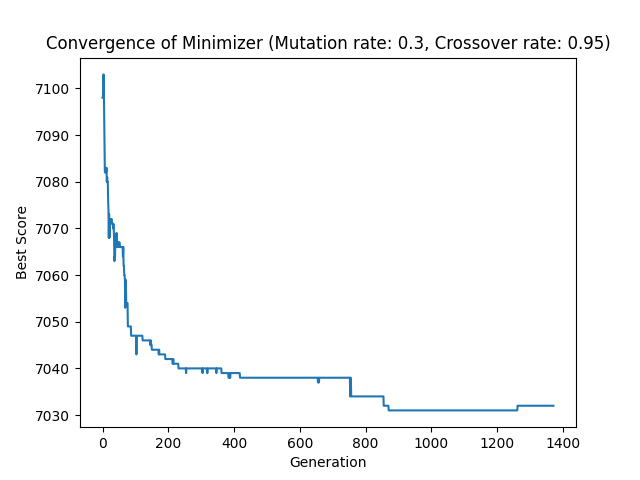 Convergence of Minimizer (Mutation rate: 0.3, Crossover rate: 0.95)
7100
7090
7080
7070
7060
7050
7040
7030
Best Score
0 200 400 600 800 1000 1200 1400
Generation